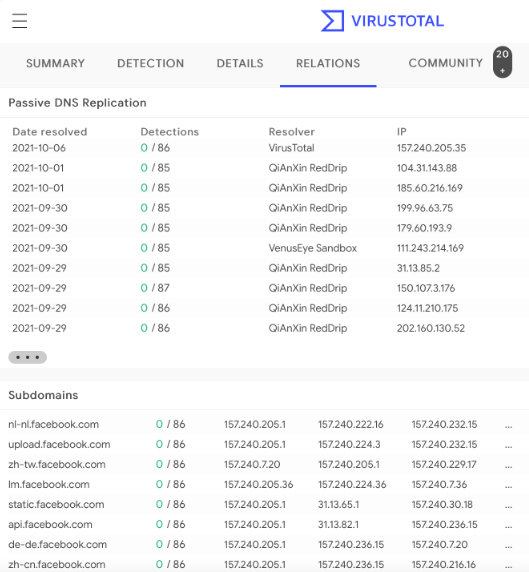 VIRUSTOTAL
SUMMARY DETECTION DETAILS RELATIONS COMMUNITY 20
+
Passive DNS Replication
Date resolved Detections Resolver IP
2021-10-06 0 / 86 VirusTotal 157.240.205.35
2021-10-01 0 / 85 QiAnXin RedDrip 104.31.143.88
2021-10-01 0 / 85 QiAnXin RedDrip 185.60.216.169
2021-09-30 0 / 85 QiAnXin RedDrip 199.96.63.75
2021-09-30 0 / 85 QiAnXin RedDrip 179.60.193.9
2021-09-30 0 / 85 VenusEye Sandbox 111.243.214.169
2021-09-29 0 / 85 QiAnXin RedDrip 31.13.85.2
2021-09-29 0 / 87 QiAnXin RedDrip 150.107.3.176
2021-09-29 0 / 86 QiAnXin RedDrip 124.11.210.175
2021-09-29 0 / 86 QiAnXin RedDrip 202.160.130.52
Subdomains
nl-nl.facebook.com 0 / 86 157.240.205.1 157.240.222.16 157.240.232.15 ...
upload.facebook.com 0 / 86 157.240.205.1 157.240.224.3 157.240.232.15 ...
zh-tw.facebook.com 0 / 86 157.240.7.20 157.240.205.1 157.240.229.17 ...
lm.facebook.com 0 / 86 157.240.205.36 157.240.224.36 157.240.7.36 ...
static.facebook.com 0 / 86 157.240.205.1 31.13.65.1 157.240.30.18 ...
api.facebook.com 0 / 86 157.240.205.1 31.13.82.1 157.240.236.15 ...
de-de.facebook.com 0 / 86 157.240.205.1 157.240.236.15 157.240.7.20 ...
zh-cn.facebook.com 0 / 86 157.240.205.1 157.240.236.15 157.240.216.16 ...